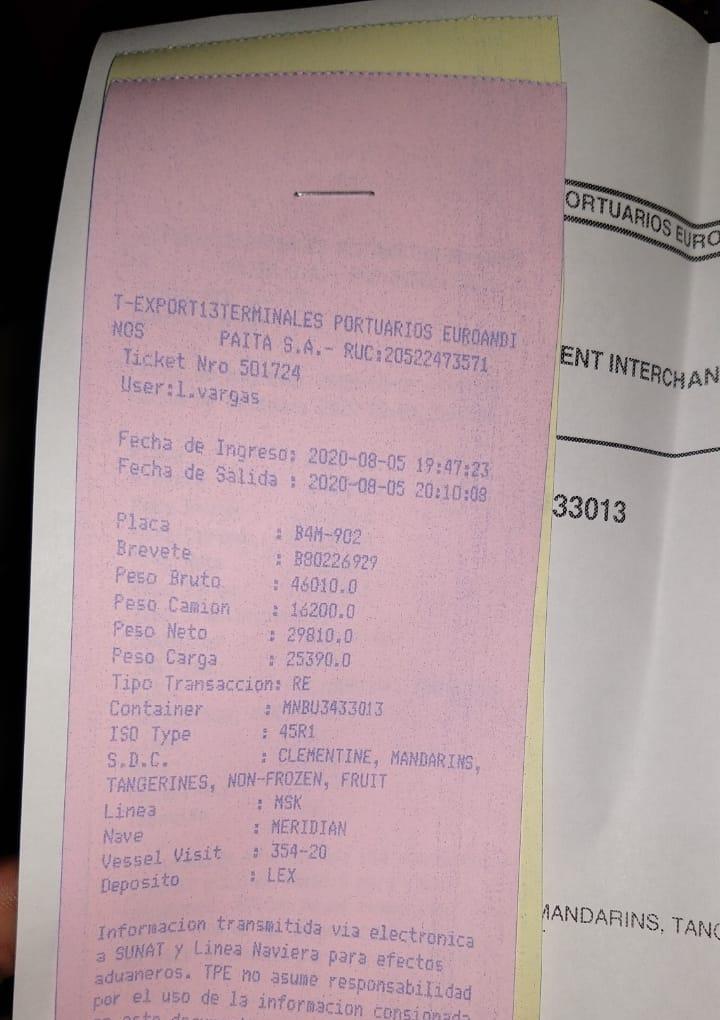 T-EXPORT13TERMINALES PORTUARIOS EUROANDI
NOS PAITA S.A.- RUC:20522473571
Ticket Nro 501724
User:l.vargas
Fecha de Ingreso: 2020-08-05 19:47:23
Fecha de Salida : 2020-08-05 20:10:08
Placa : B4M-902
Brevete : B80226929
Peso Bruto : 46010.0
Peso Camion : 16200.0
Peso Neto : 29810.0
Peso Carga : 25390.0
Tipo Transaccion: RE
Container : MNBU3433013
ISO Type : 45R1
S.D.C. : CLEMENTINE, MANDARINS,
TANGERINES, NON-FROZEN, FRUIT
Linea : MSK
Nave : MERIDIAN
Vessel Visit : 354-20
Deposito : LEX
Informacion transmitida via electronica
a SUNAT y Linea Naviera para efectos
aduaneros. TPE no asume responsabilidad
por el uso de la informacion consignada
ORTUARIOS EURO
ENT INTERCHAN
33013
MANDARINS, TANG